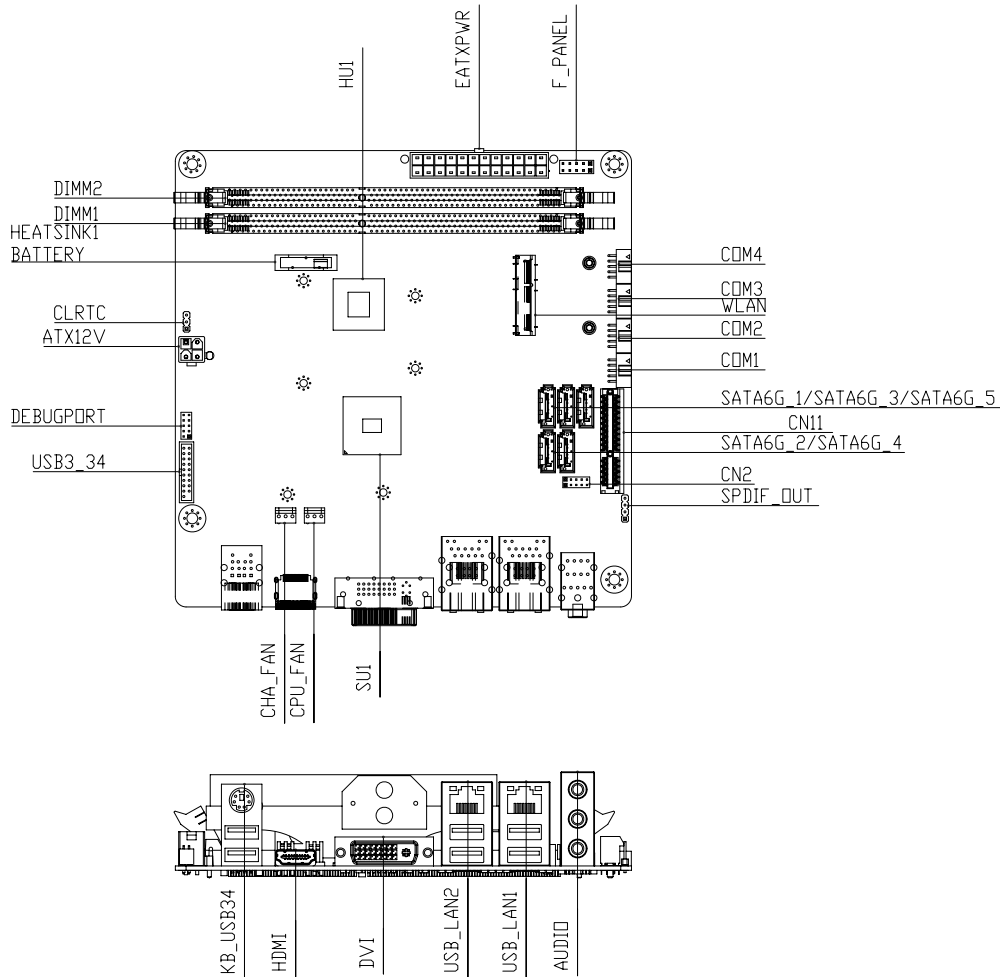 HU1
EATXPWR
F_PANEL
DIMM2
DIMM1
HEATSINK1
BATTERY
CLRTC
ATX12V
DEBUGPORT
USB3_34
COM4
COM3
WLAN
COM2
COM1
SATA6G_1/SATA6G_3/SATA6G_5
CN11
SATA6G_2/SATA6G_4
CN2
SPDIF_OUT
CHA_FAN
CPU_FAN
SU1
KB_USB34
HDMI
DVI
USB_LAN2
USB_LAN1
AUDIO